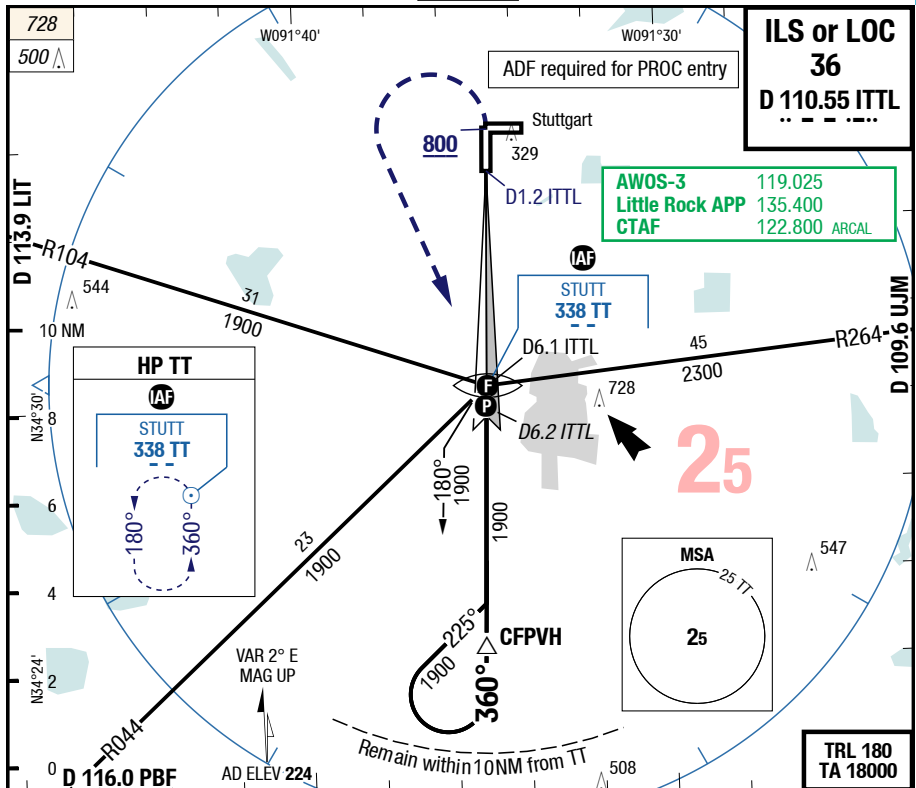 728
500
W091°40'
W091°30'
ILS or LOC
36
D 110.55 ITTL
ADF required for PROC entry
Stuttgart
800
329
D1.2 ITTL
AWOS-3 119.025
Little Rock APP 135.400
CTAF 122.800 ARCAL
D 113.9 LIT
R104
544
31
1900
10 NM
IAF
STUTT
338 TT
D6.1 ITTL
45
2300
R264
D 109.6 UJM
HP TT
IAF
STUTT
338 TT
180°
360°
N34°30'
8
F
P
D6.2 ITTL
728
25
180°
1900
1900
6
23
1900
4
547
MSA
25 TT
25
225°
1900
CFPVH
360°
N34°24'
2
VAR 2° E
MAG UP
R044
Remain within 10 NM from TT
0
D 116.0 PBF
AD ELEV 224
508
TRL 180
TA 18000